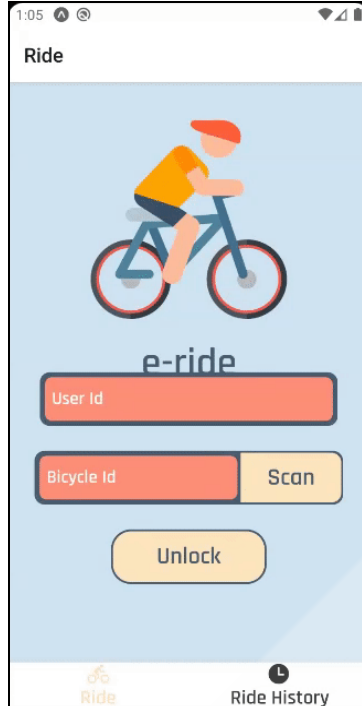 1:05
Ride
e-ride
User Id
Bicycle Id Scan
Unlock
Ride Ride History